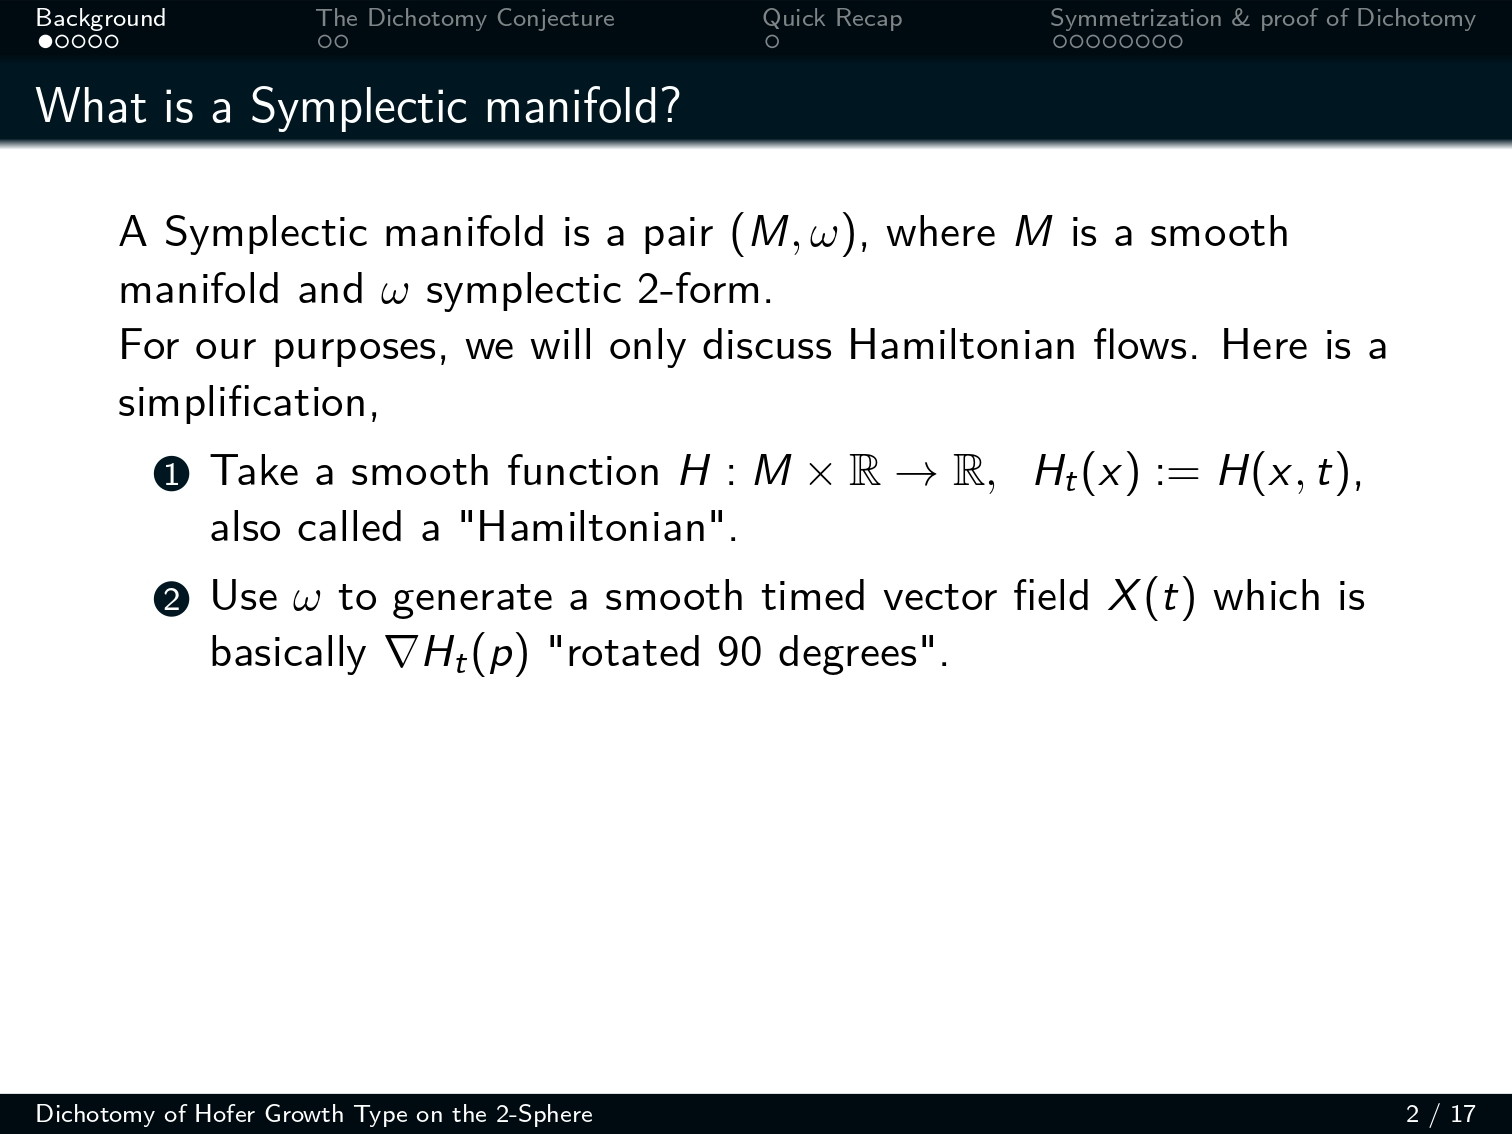 Background
The Dichotomy Conjecture
Quick Recap
Symmetrization & proof of Dichotomy
What is a Symplectic manifold?
A Symplectic manifold is a pair (M, ω), where M is a smooth
manifold and ω symplectic 2-form.
For our purposes, we will only discuss Hamiltonian flows. Here is a
simplification,
1 Take a smooth function H : M × ℝ → ℝ, H_t(x) := H(x, t),
also called a "Hamiltonian".
2 Use ω to generate a smooth timed vector field X(t) which is
basically ∇H_t(p) "rotated 90 degrees".
Dichotomy of Hofer Growth Type on the 2-Sphere
2 / 17